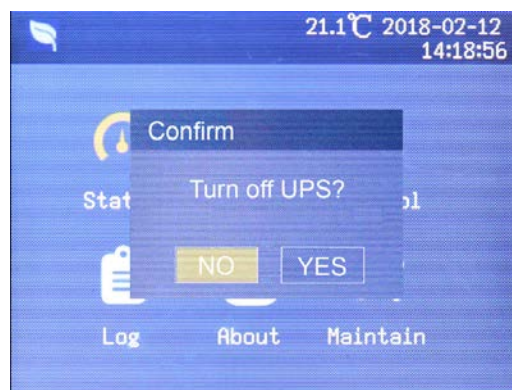 21.1℃ 2018-02-12
14:18:56
Confirm
Turn off UPS?
NO YES
Log About Maintain